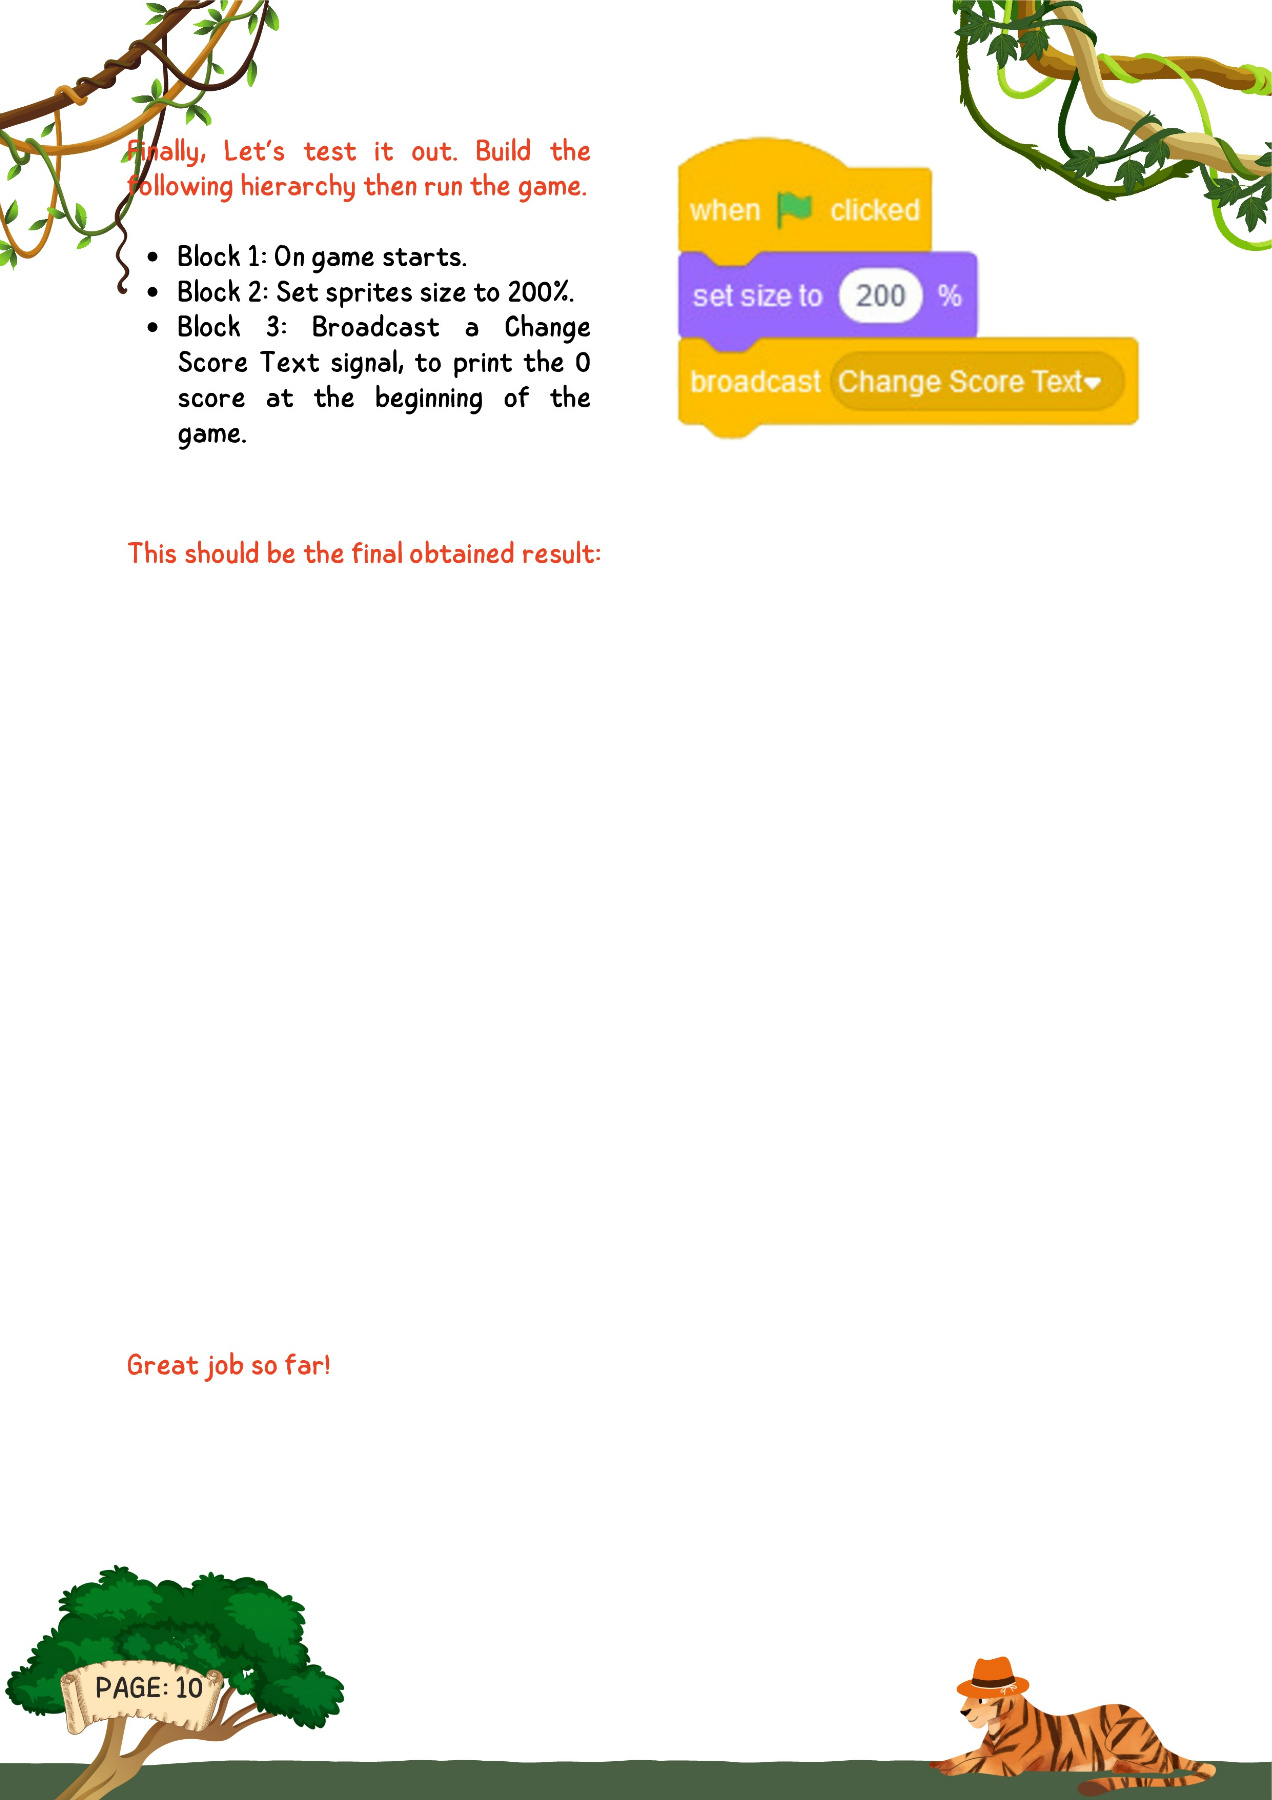 Finally, Let's test it out. Build the
following hierarchy then run the game.
• Block 1: On game starts.
• Block 2: Set sprites size to 200%.
• Block 3: Broadcast a Change
Score Text signal, to print the 0
score at the beginning of the
game.
when clicked
set size to 200 %
broadcast Change Score Text
This should be the final obtained result:
Great job so far!
PAGE: 10